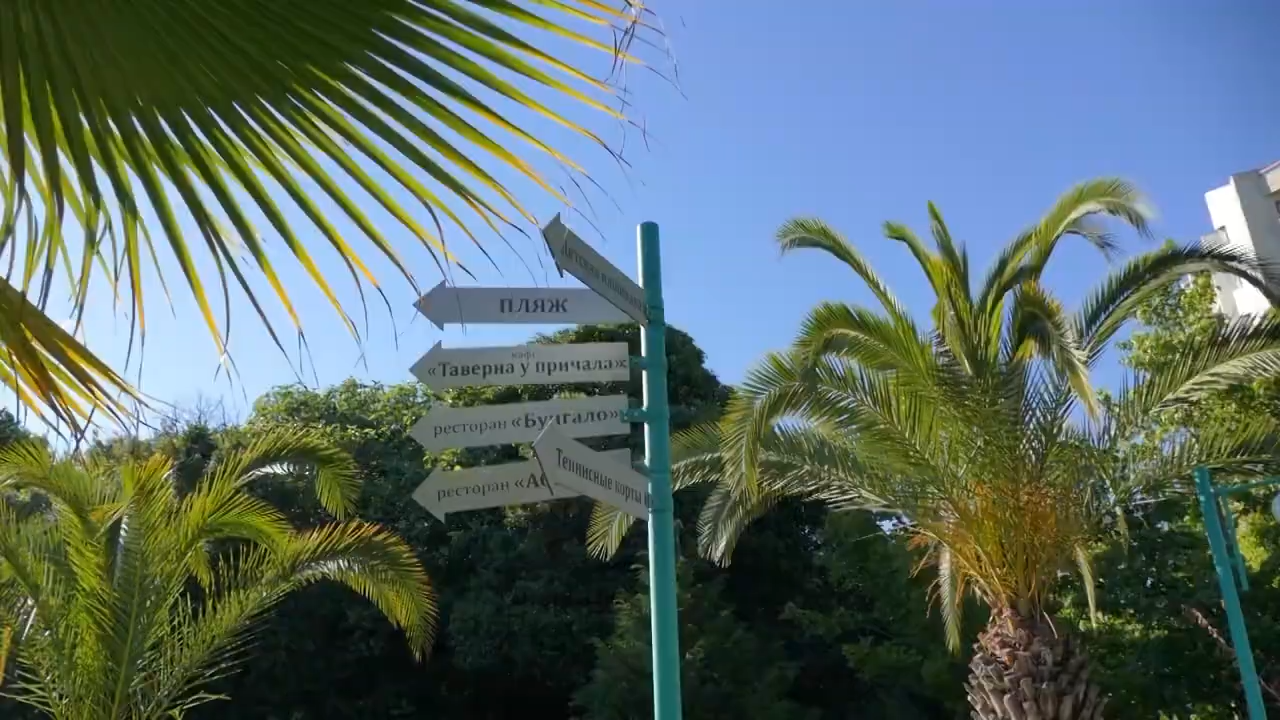 ПЛЯЖ
кафе
«Таверна у причала»
ресторан «Бунгало»
Теннисные корты
ресторан